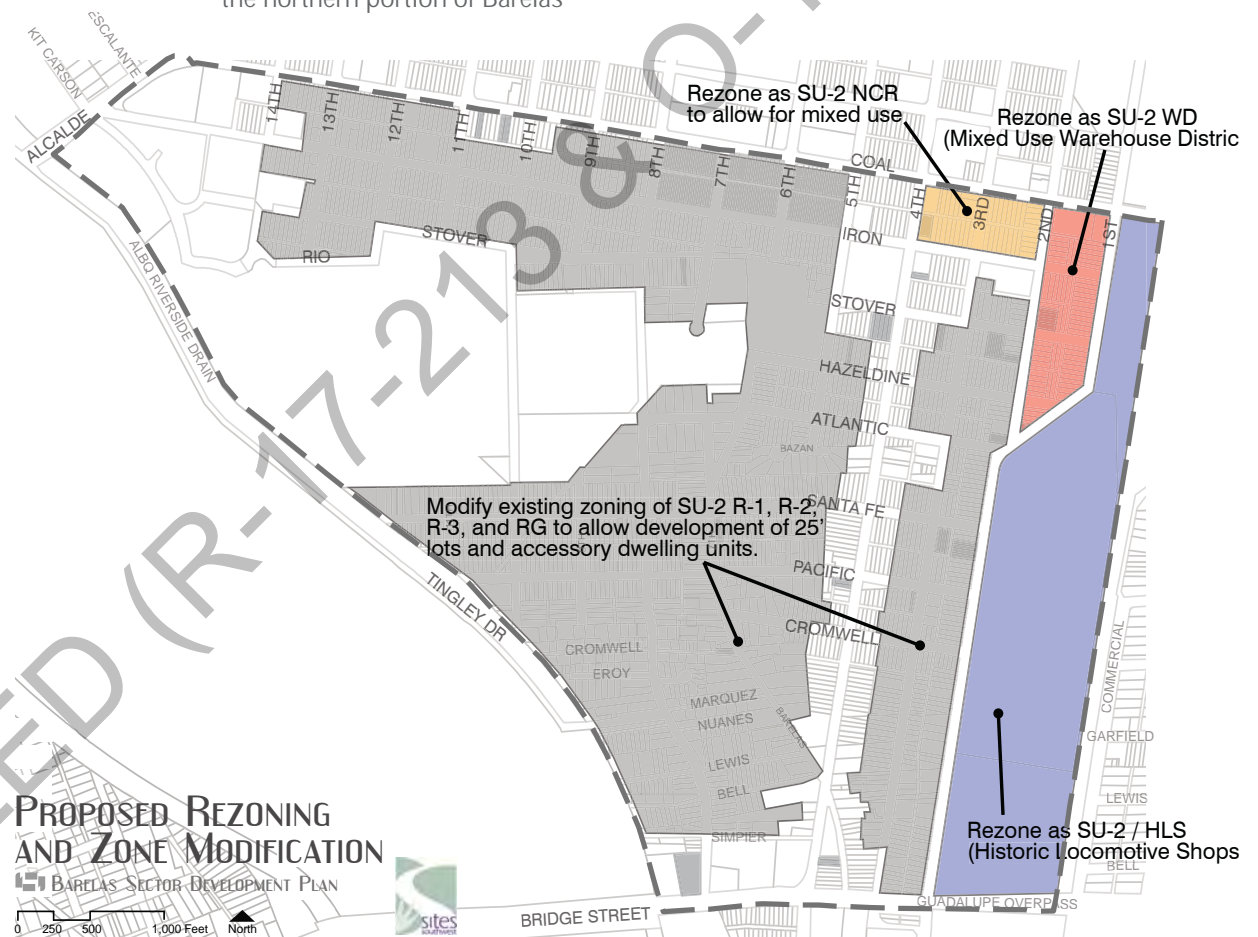 the northern portion of Barelas
ESCALANTE
KIT CARSON
ALCALDE
Rezone as SU-2 NCR
to allow for mixed use
Rezone as SU-2 WD
(Mixed Use Warehouse Distric
14TH
13TH
12TH
11TH
10TH
9TH
8TH
7TH
6TH
5TH
4TH
3RD
2ND
1ST
COAL
IRON
STOVER
RIO
STOVER
ALBQ RIVERSIDE DRAIN
HAZELDINE
ATLANTIC
BAZAN
SANTA FE
Modify existing zoning of SU-2 R-1, R-2,
R-3, and RG to allow development of 25'
lots and accessory dwelling units.
PACIFIC
TINGLEY DR
CROMWELL
CROMWELL
EROY
MARQUEZ
NUANES
BARELAS
LEWIS
BELL
SIMPIER
COMMERCIAL
GARFIELD
LEWIS
Rezone as SU-2 / HLS
(Historic Locomotive Shops
BELL
GUADALUPE OVERPASS
BRIDGE STREET
PROPOSED REZONING
AND ZONE MODIFICATION
BARELAS SECTOR DEVELOPMENT PLAN
0 250 500 1,000 Feet North
sites
southwest
(R-17-213 & O-